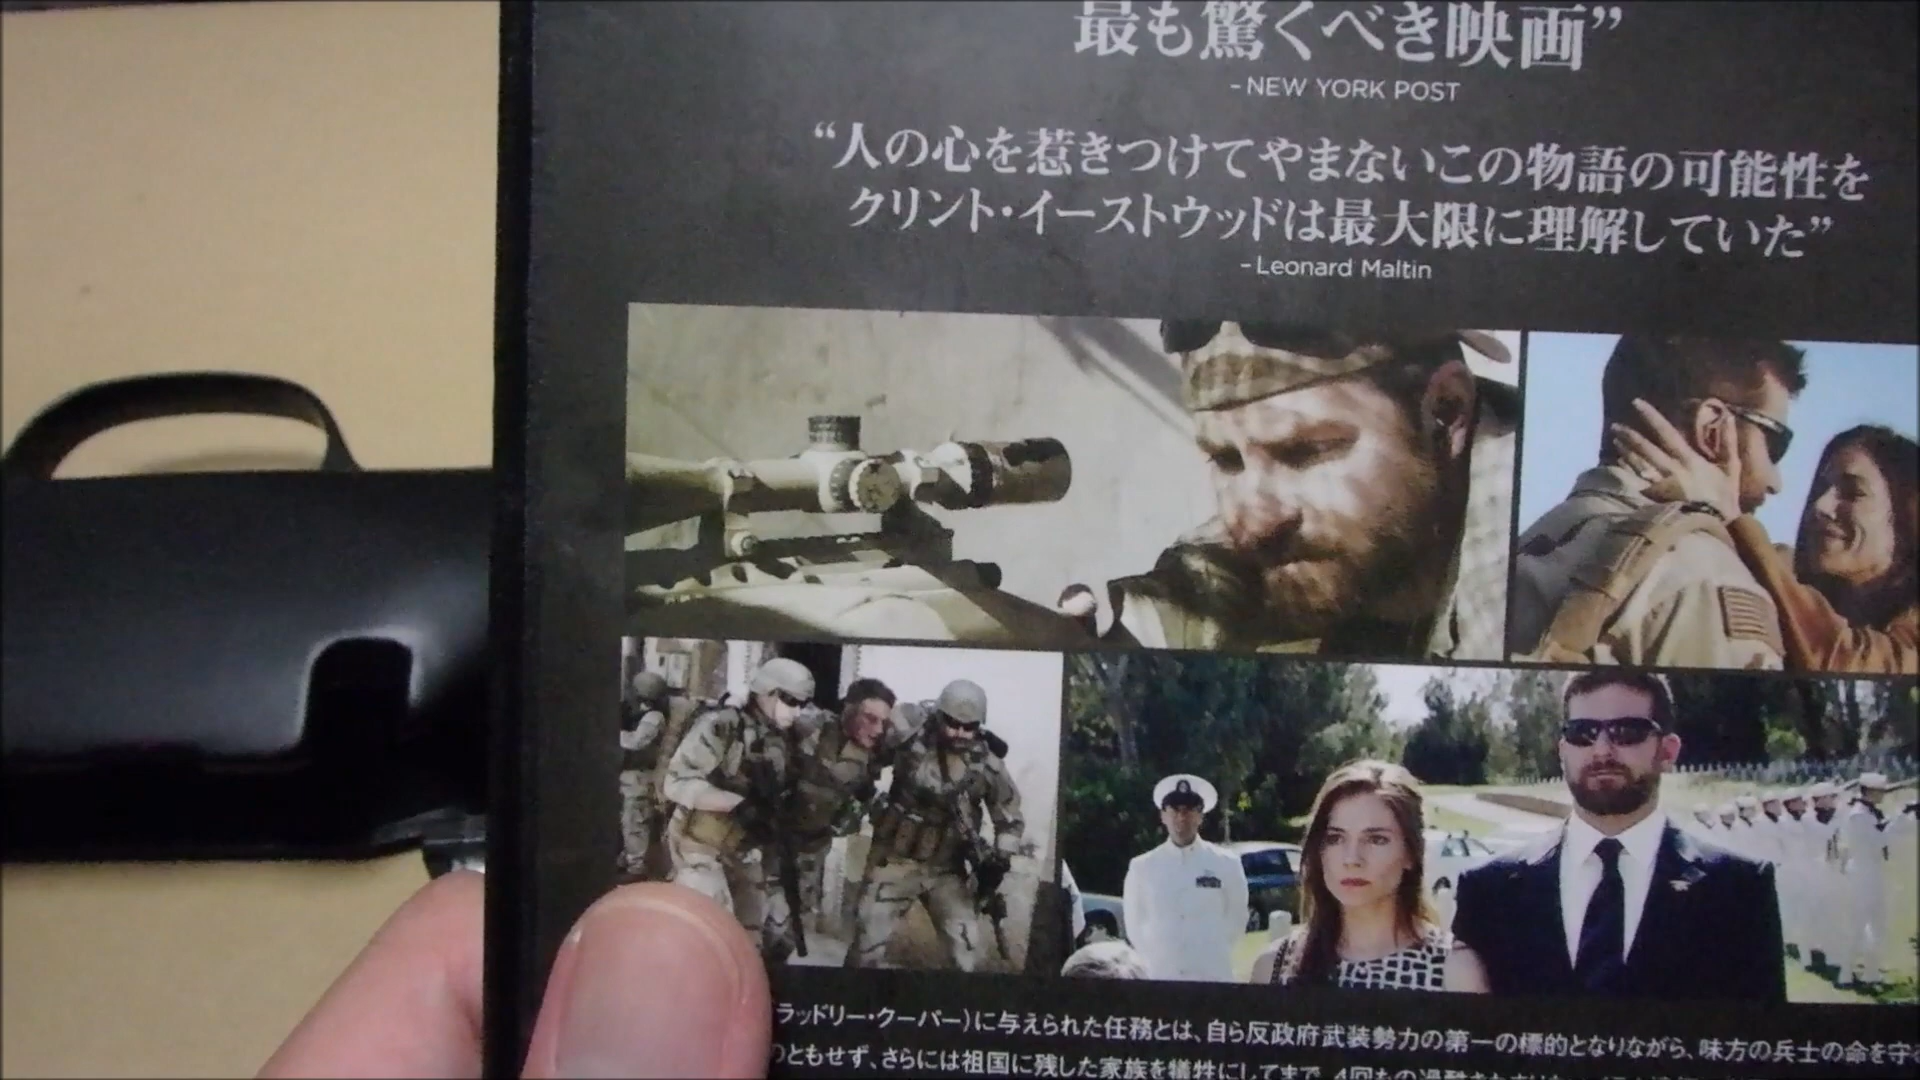 最も驚くべき映画”
-NEW YORK POST
“人の心を惹きつけてやまないこの物語の可能性を
クリント・イーストウッドは最大限に理解していた”
-Leonard Maltin
ラッドリー・クーパー)に与えられた任務とは、自ら反政府武装勢力の第一の標的となりながら、味方の兵士の命を守
のともせず、さらには祖国に残した家族を犠牲にしてまで、4回もの過酷